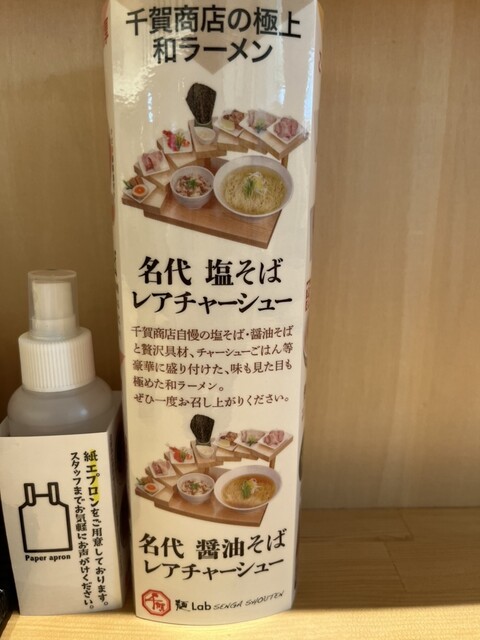 千賀商店の極上
和ラーメン
名代 塩そば
レアチャーシュー
千賀商店自慢の塩そば・醤油そば
と贅沢具材、チャーシューごはん等
豪華に盛り付けた、味も見た目も
極めた和ラーメン。
ぜひ一度お召し上がりください。
名代 醤油そば
レアチャーシュー
麺 Lab SENGA SHOUTEN
紙エプロンをご用意しております。
スタッフまでお気軽にお声がけください。
Paper apron